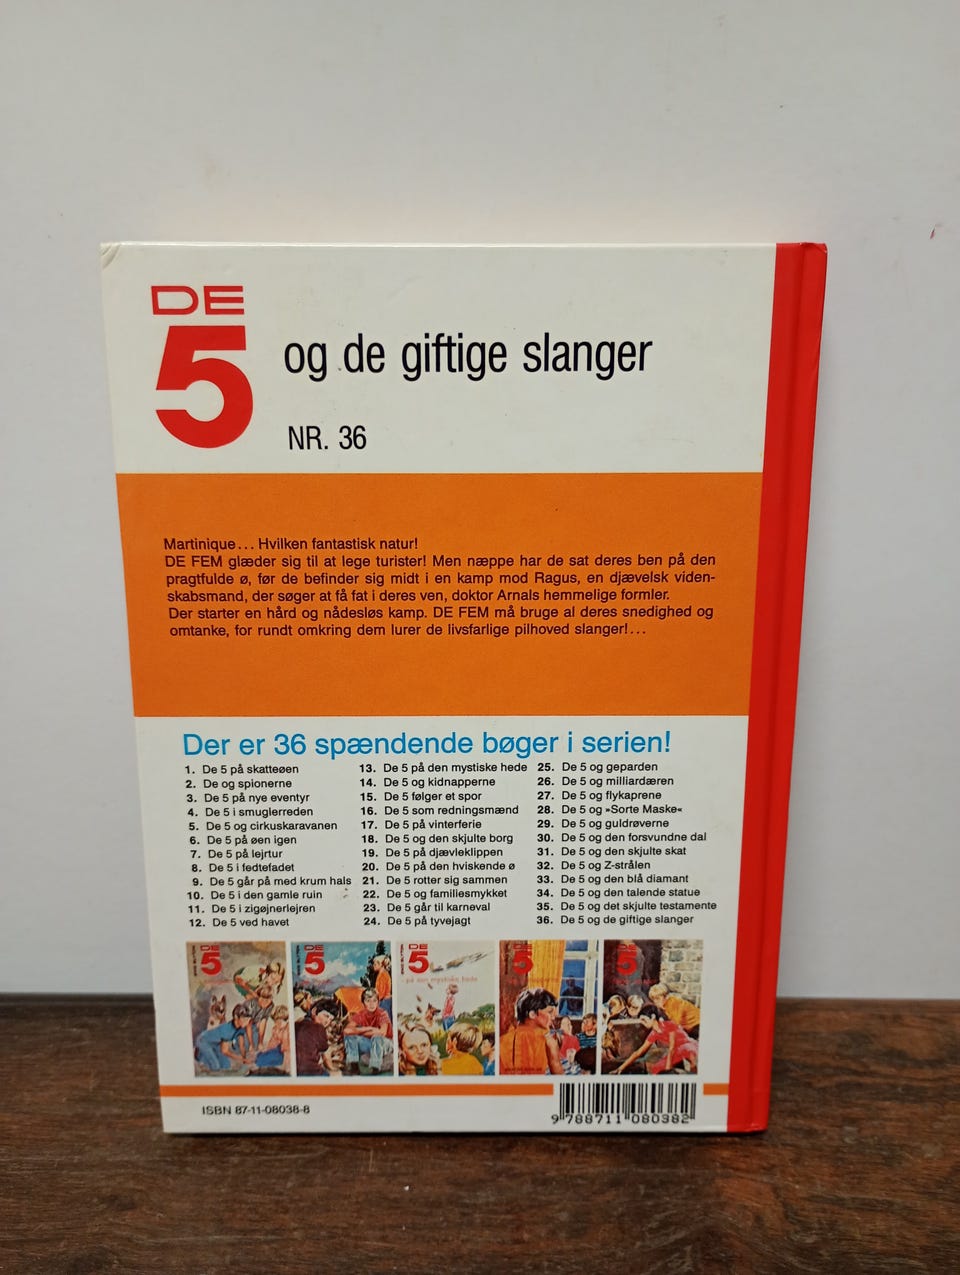 DE
5
og de giftige slanger
NR. 36
Martinique... Hvilken fantastisk natur!
DE FEM glæder sig til at lege turister! Men næppe har de sat deres ben på den
pragtfulde ø, før de befinder sig midt i en kamp mod Ragus, en djævelsk viden-
skabsmand, der søger at få fat i deres ven, doktor Arnals hemmelige formler.
Der starter en hård og nådesløs kamp. DE FEM må bruge al deres snedighed og
omtanke, for rundt omkring dem lurer de livsfarlige pilhoved slanger!...
Der er 36 spændende bøger i serien!
1. De 5 på skatteøen
2. De og spionerne
3. De 5 på nye eventyr
4. De 5 i smuglerreden
5. De 5 og cirkuskaravanen
6. De 5 på øen igen
7. De 5 på lejrtur
8. De 5 i fedtefadet
9. De 5 går på med krum hals
10. De 5 i den gamle ruin
11. De 5 i zigøjnerlejren
12. De 5 ved havet
13. De 5 på den mystiske hede
14. De 5 og kidnapperne
15. De 5 følger et spor
16. De 5 som redningsmænd
17. De 5 på vinterferie
18. De 5 og den skjulte borg
19. De 5 på djævleklippen
20. De 5 på den hviskende ø
21. De 5 rotter sig sammen
22. De 5 og familiesmykket
23. De 5 går til karneval
24. De 5 på tyvejagt
25. De 5 og geparden
26. De 5 og milliardæren
27. De 5 og flykaprene
28. De 5 og »Sorte Maske«
29. De 5 og guldrøverne
30. De 5 og den forsvundne dal
31. De 5 og den skjulte skat
32. De 5 og Z-strålen
33. De 5 og den blå diamant
34. De 5 og den talende statue
35. De 5 og det skjulte testamente
36. De 5 og de giftige slanger
DE
5
DE
5
DE
5
på den mystiske hede
DE
5
DE
5
ISBN 87-11-08038-8
9 788711 080382